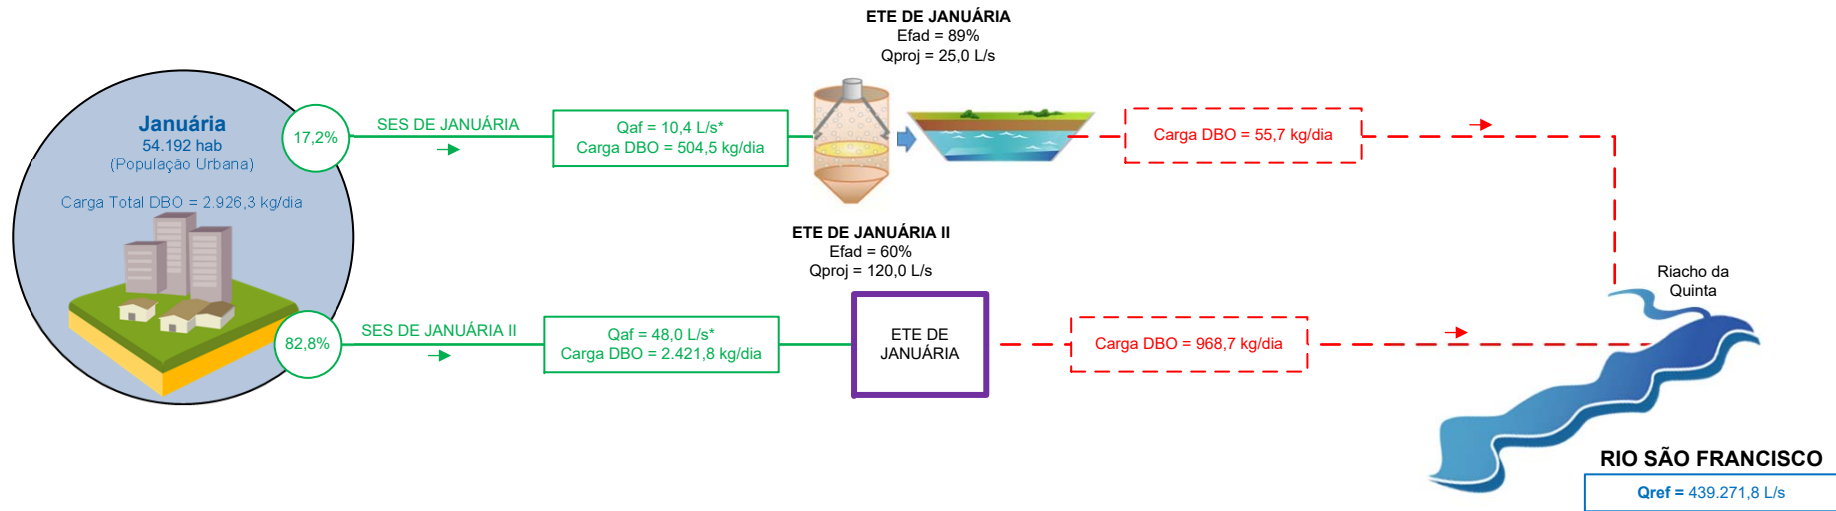 ETE DE JANUÁRIA
Efad = 89%
Qproj = 25,0 L/s
Januária
54.192 hab
(População Urbana)
Carga Total DBO = 2.926,3 kg/dia
17,2%
SES DE JANUÁRIA
Qaf = 10,4 L/s*
Carga DBO = 504,5 kg/dia
Carga DBO = 55,7 kg/dia
ETE DE JANUÁRIA II
Efad = 60%
Qproj = 120,0 L/s
82,8%
SES DE JANUÁRIA II
Qaf = 48,0 L/s*
Carga DBO = 2.421,8 kg/dia
ETE DE
JANUÁRIA
Carga DBO = 968,7 kg/dia
Riacho da
Quinta
RIO SÃO FRANCISCO
Qref = 439.271,8 L/s